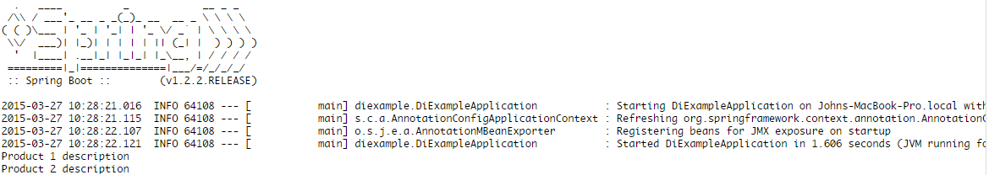 .   ____          _            __ _ _
 /\\ / ___'_ __ _ _(_)_ __  __ _ \ \ \ \
( ( )\___ | '_ | '_| | '_ \/ _` | \ \ \ \
 \\/  ___)| |_)| | | | | || (_| |  ) ) ) )
  '  |____| .__|_| |_|_| |_\__, | / / / /
 =========|_|==============|___/=/_/_/_/
 :: Spring Boot ::        (v1.2.2.RELEASE)
2015-03-27 10:28:21.016  INFO 64108 --- [           main] diexample.DiExampleApplication           : Starting DiExampleApplication on Johns-MacBook-Pro.local with
2015-03-27 10:28:21.115  INFO 64108 --- [           main] s.c.a.AnnotationConfigApplicationContext : Refreshing org.springframework.context.annotation.AnnotationC
2015-03-27 10:28:22.107  INFO 64108 --- [           main] o.s.j.e.a.AnnotationMBeanExporter        : Registering beans for JMX exposure on startup
2015-03-27 10:28:22.121  INFO 64108 --- [           main] diexample.DiExampleApplication           : Started DiExampleApplication in 1.606 seconds (JVM running fo
Product 1 description
Product 2 description